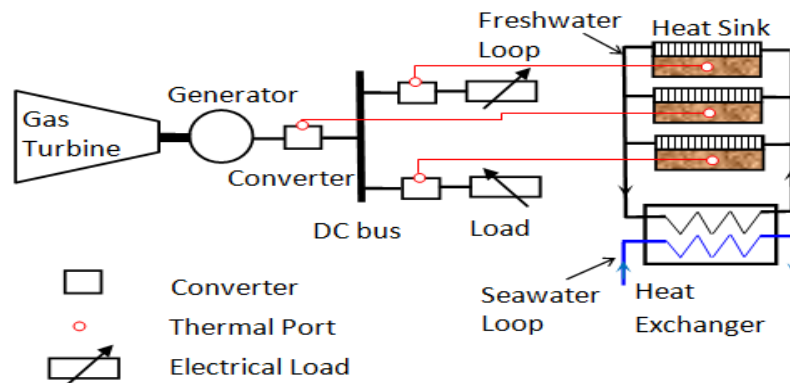 Freshwater
Loop
Heat Sink
Generator
Gas
Turbine
Converter
DC bus
Load
Seawater
Loop
Heat
Exchanger
Converter
Thermal Port
Electrical Load